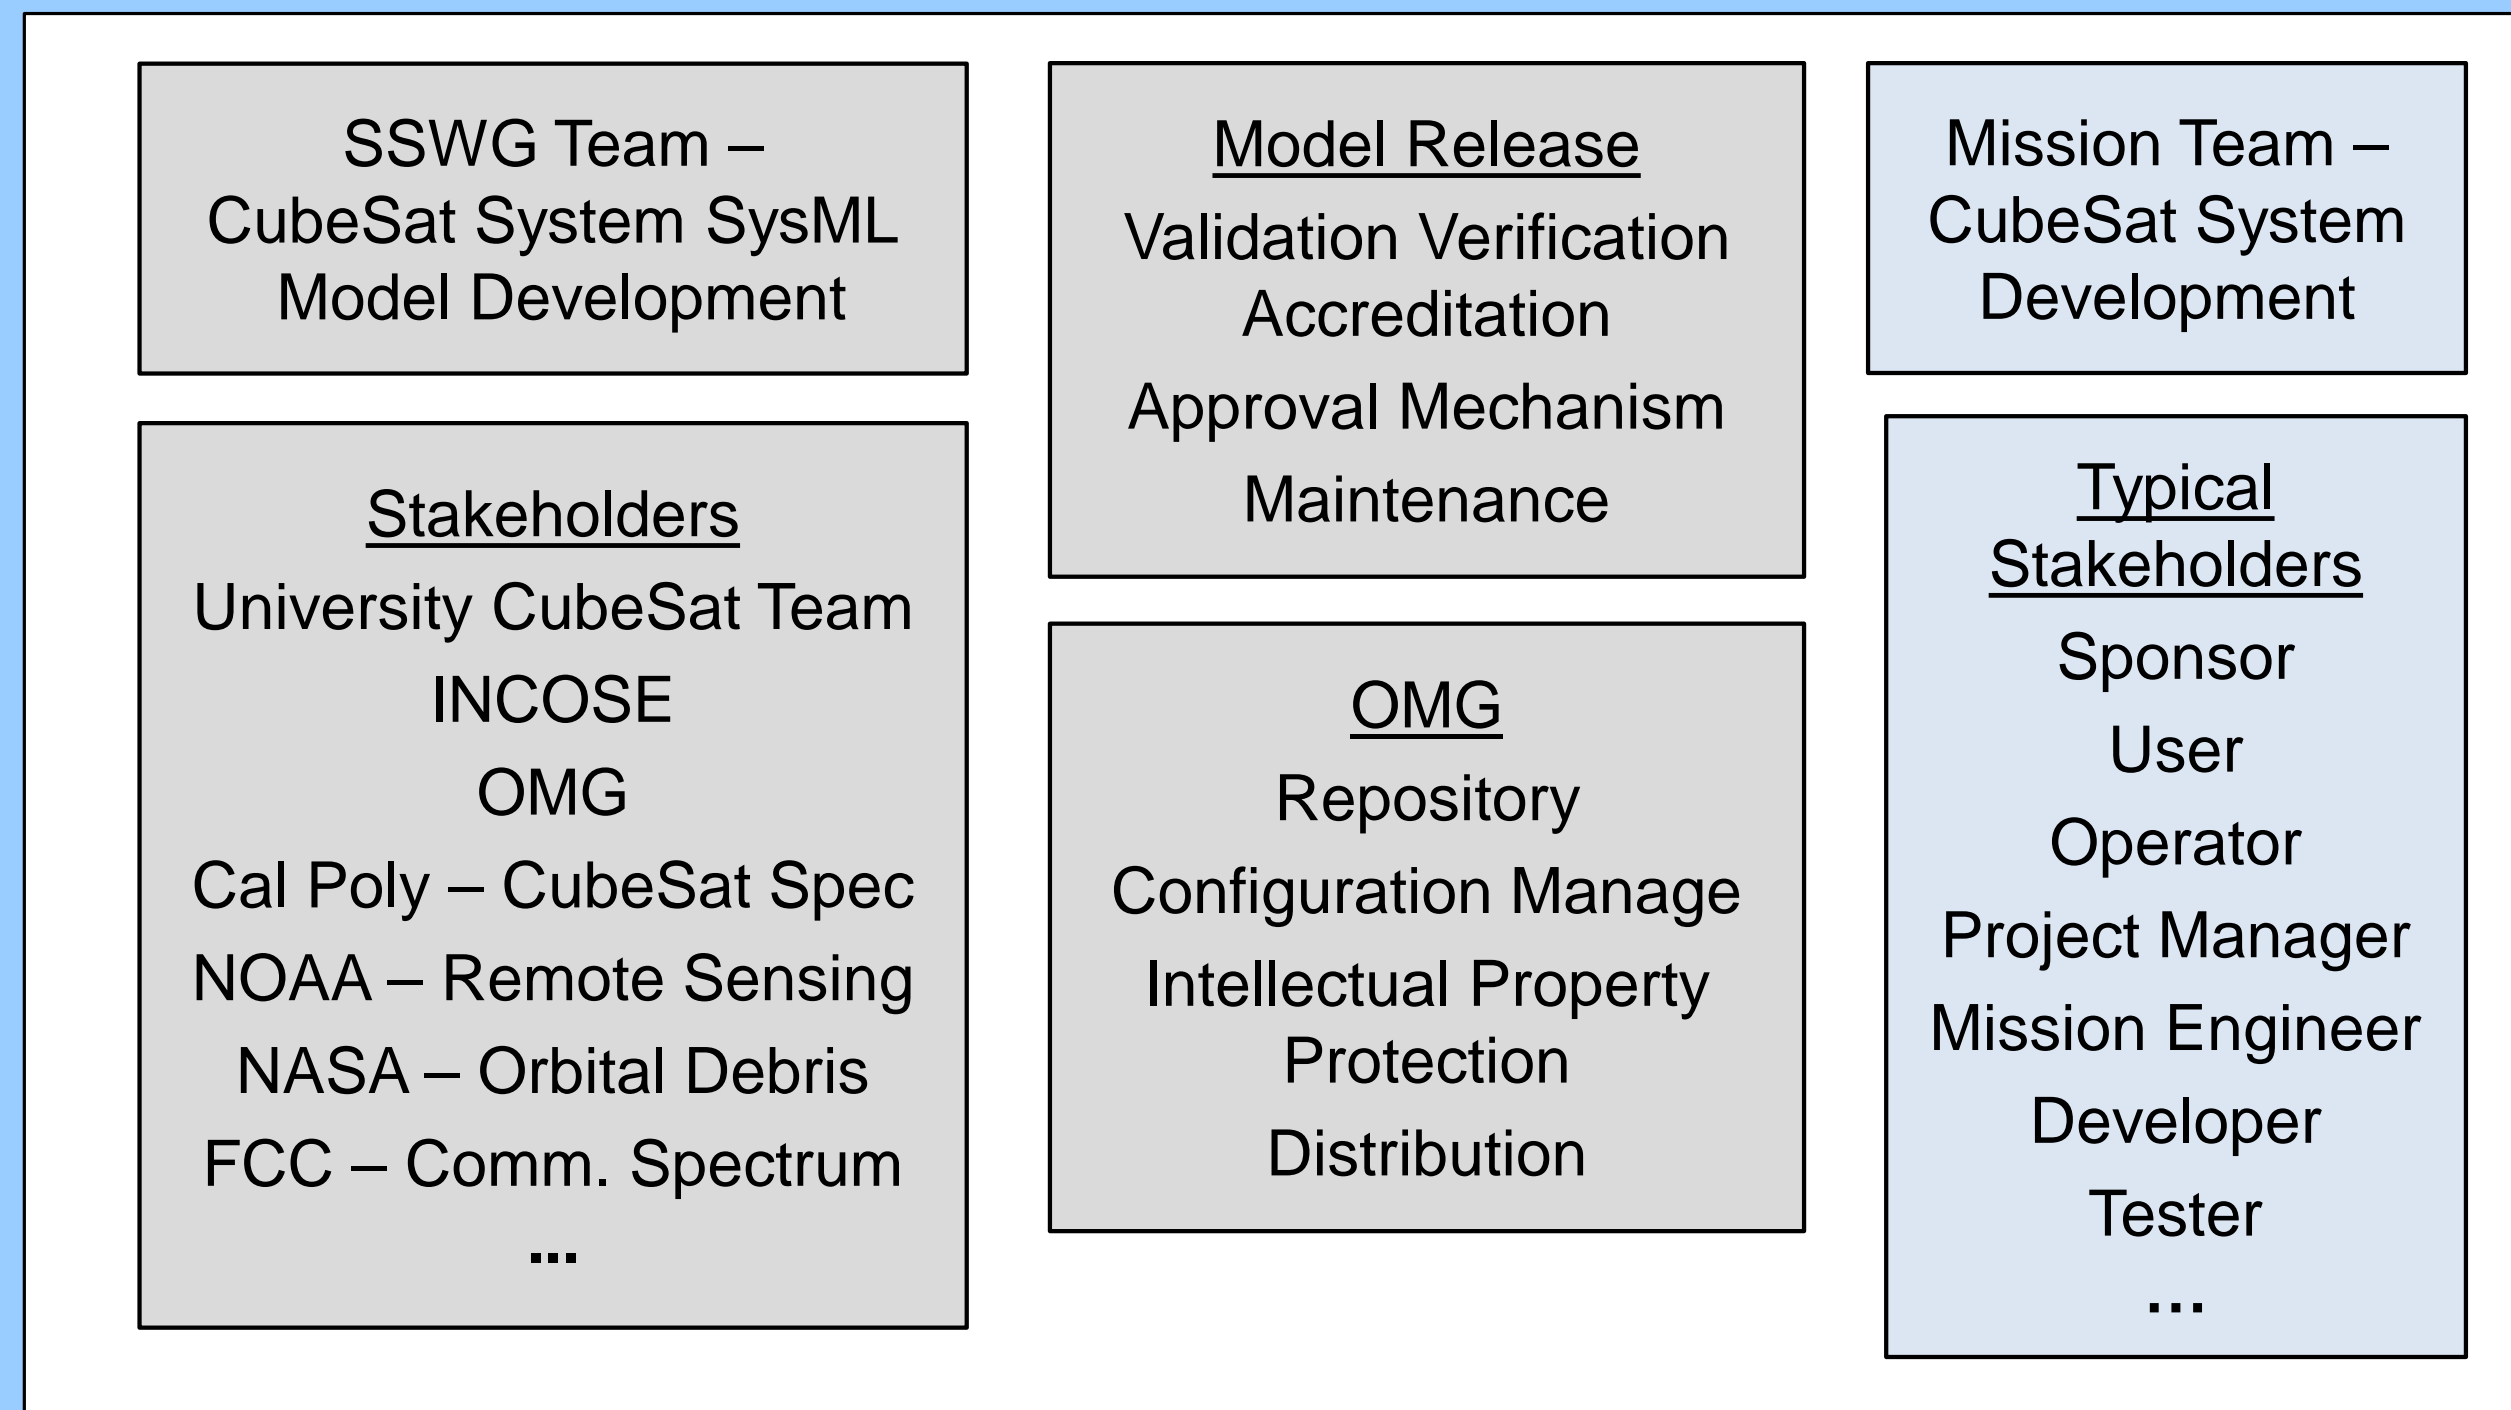 SSWG Team –
CubeSat System SysML
Model Development
Stakeholders
University CubeSat Team
INCOSE
OMG
Cal Poly – CubeSat Spec
NOAA – Remote Sensing
NASA – Orbital Debris
FCC – Comm. Spectrum
...
Model Release
Validation Verification
Accreditation
Approval Mechanism
Maintenance
OMG
Repository
Configuration Manage
Intellectual Property
Protection
Distribution
Mission Team –
CubeSat System
Development
Typical
Stakeholders
Sponsor
User
Operator
Project Manager
Mission Engineer
Developer
Tester
...